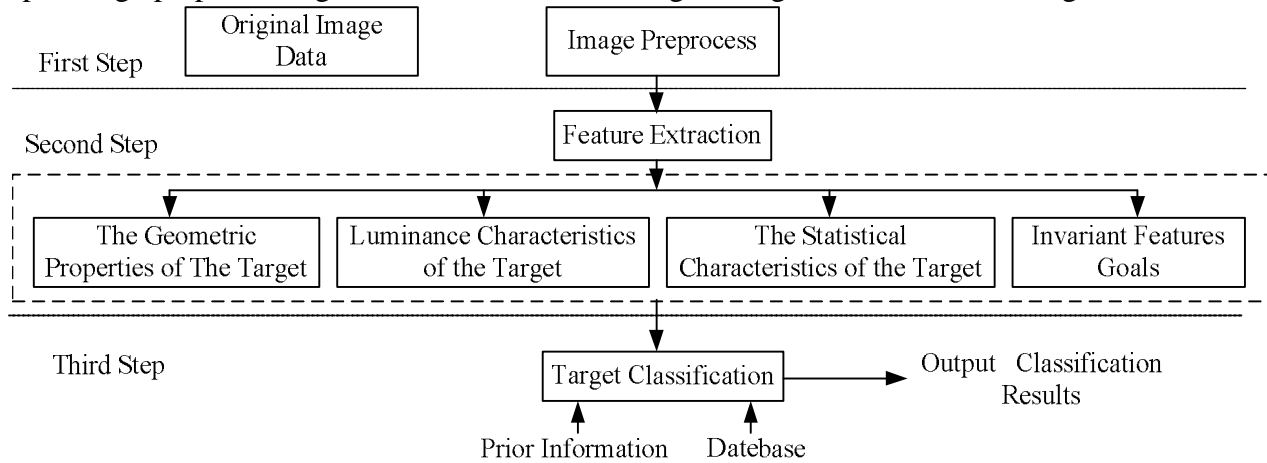 Original Image
Data
Image Preprocess
First Step
Feature Extraction
Second Step
The Geometric
Properties of The Target
Luminance Characteristics
of the Target
The Statistical
Characteristics of the Target
Invariant Features
Goals
Third Step
Target Classification
Output Classification
Results
Prior Information
Datebase